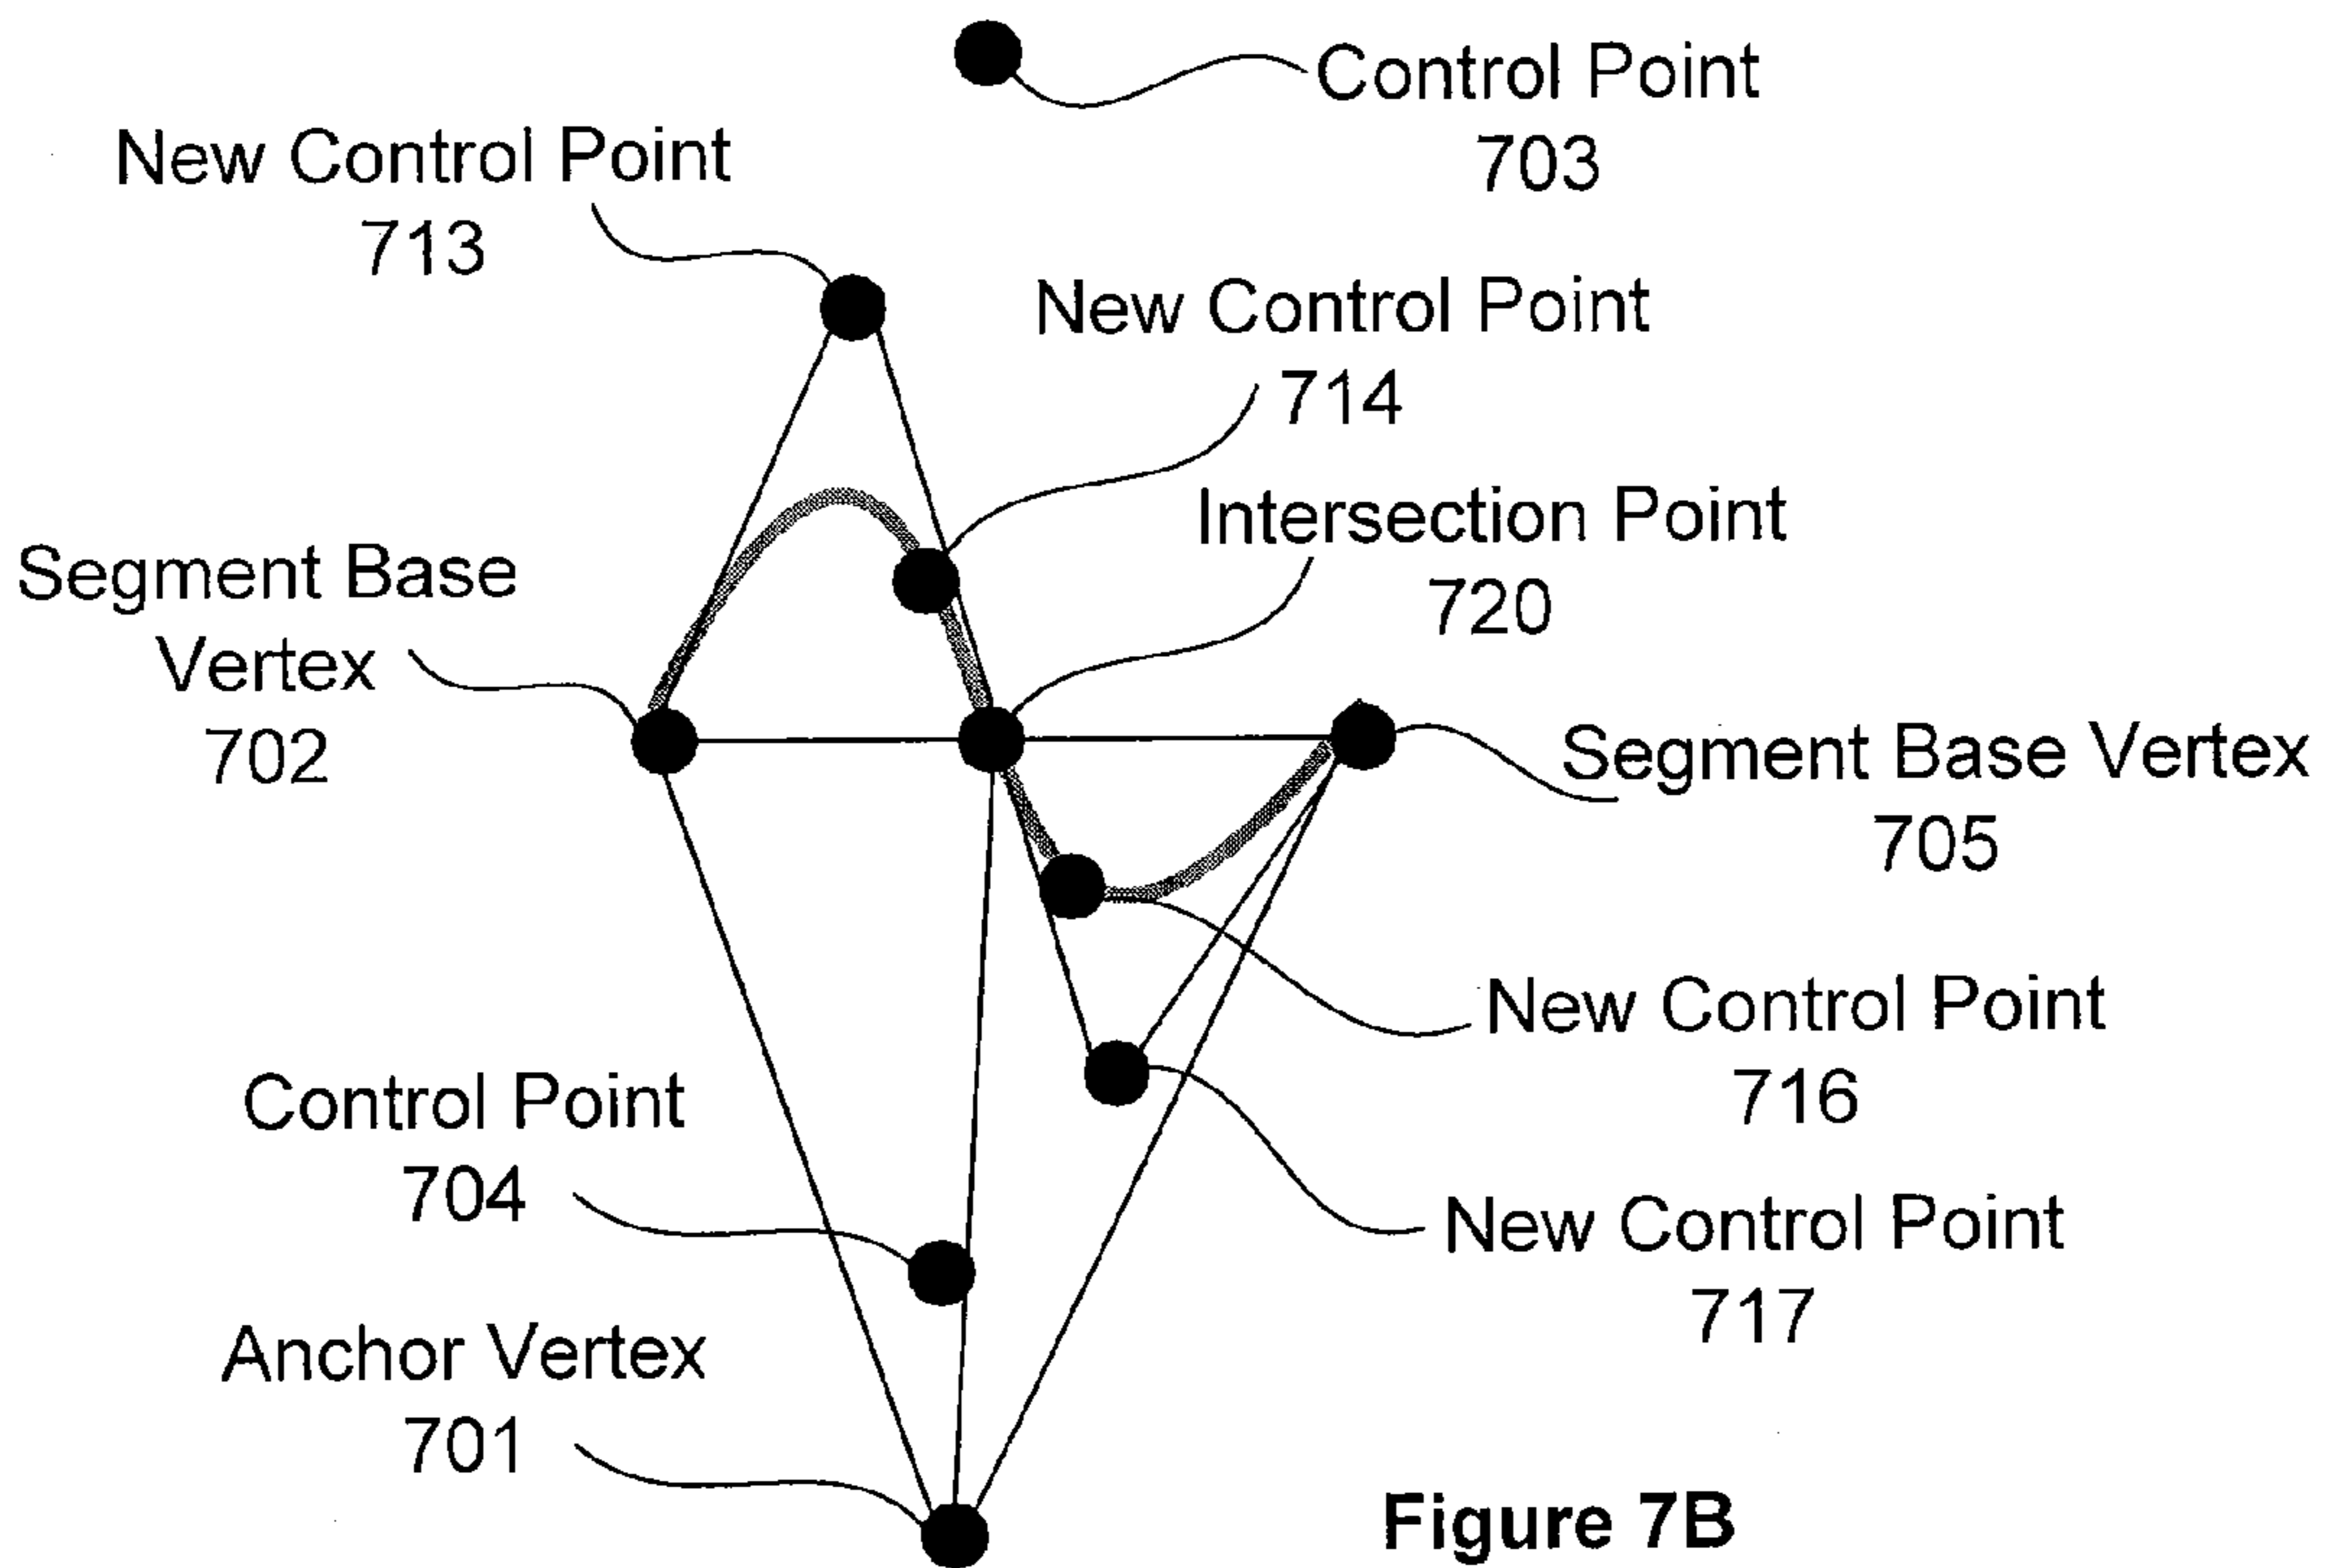 Control Point
703
New Control Point
713
New Control Point
714
Intersection Point
720
Segment Base
Vertex
702
Segment Base Vertex
705
New Control Point
716
Control Point
704
New Control Point
717
Anchor Vertex
701
Figure 7B